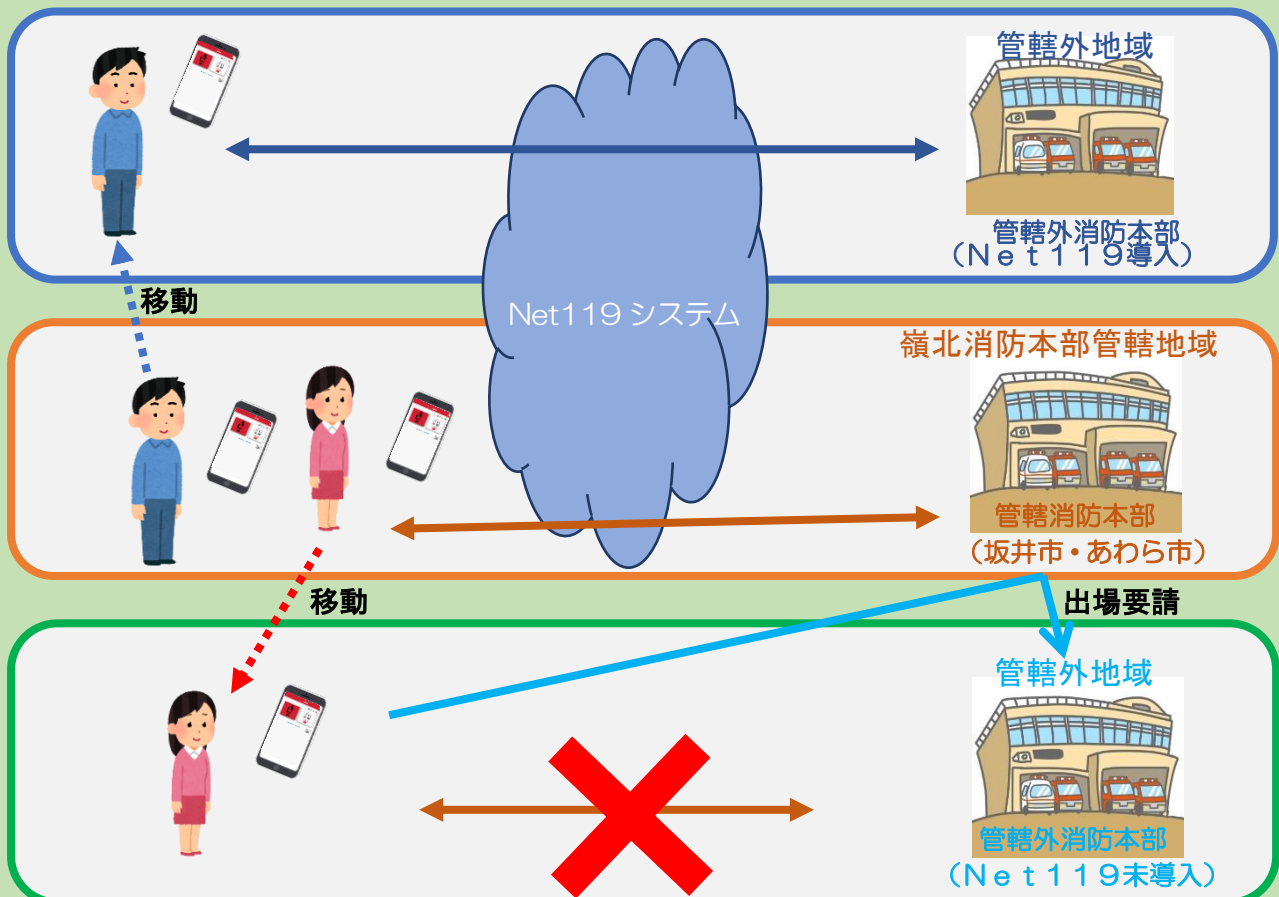 管轄外地域
管轄外消防本部
（Ｎｅｔ１１９導入）
移動
Net119 システム
嶺北消防本部管轄地域
管轄消防本部
（坂井市・あわら市）
移動
出場要請
管轄外地域
管轄外消防本部
（Ｎｅｔ１１９未導入）